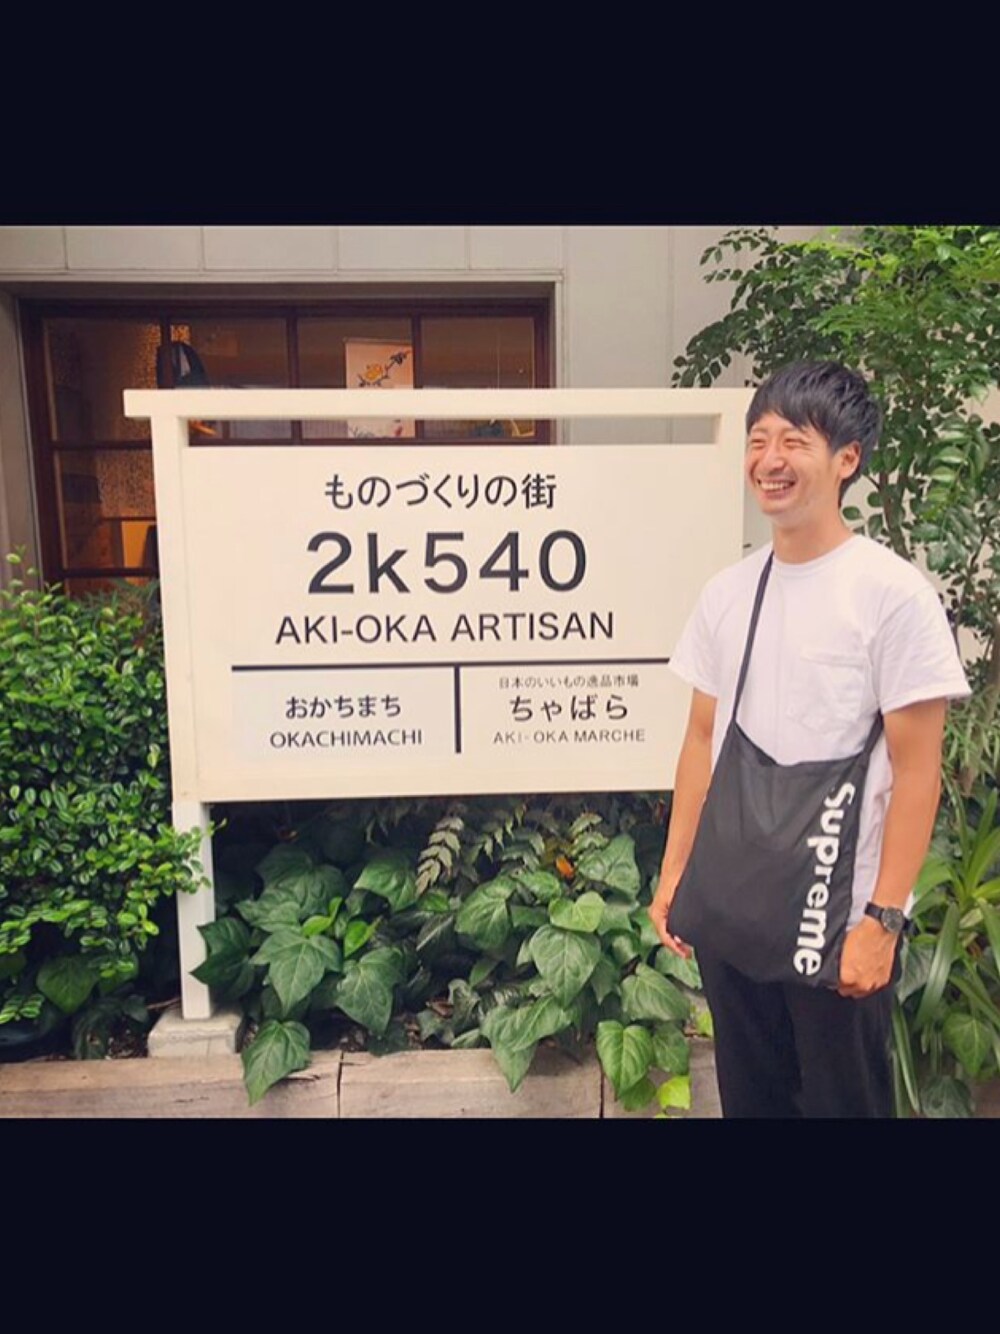 ものづくりの街
2k540
AKI-OKA ARTISAN
おかちまち
OKACHIMACHI
日本のいいもの逸品市場
ちゃばら
AKI-OKA MARCHE
Supreme